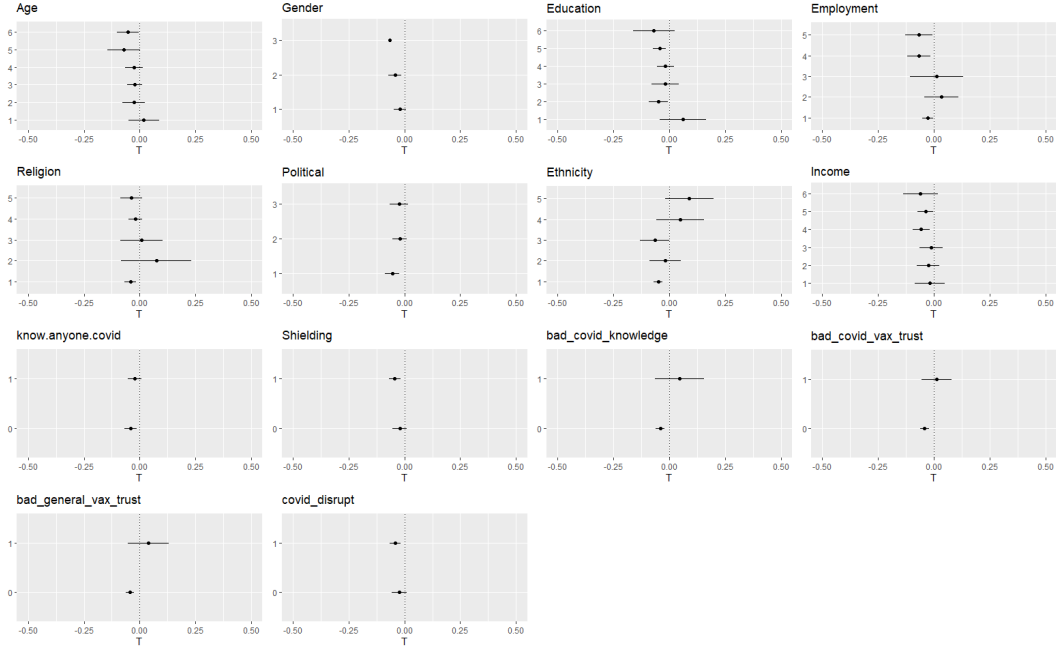 Age
6
5
4
3
2
1
-0.50 -0.25 0.00 0.25 0.50
T
Gender
3
2
1
-0.50 -0.25 0.00 0.25 0.50
T
Education
6
5
4
3
2
1
-0.50 -0.25 0.00 0.25 0.50
T
Employment
5
4
3
2
1
-0.50 -0.25 0.00 0.25 0.50
T
Religion
5
4
3
2
1
-0.50 -0.25 0.00 0.25 0.50
T
Political
3
2
1
-0.50 -0.25 0.00 0.25 0.50
T
Ethnicity
5
4
3
2
1
-0.50 -0.25 0.00 0.25 0.50
T
Income
6
5
4
3
2
1
-0.50 -0.25 0.00 0.25 0.50
T
know.anyone.covid
1
0
-0.50 -0.25 0.00 0.25 0.50
T
Shielding
1
0
-0.50 -0.25 0.00 0.25 0.50
T
bad_covid_knowledge
1
0
-0.50 -0.25 0.00 0.25 0.50
T
bad_covid_vax_trust
1
0
-0.50 -0.25 0.00 0.25 0.50
T
bad_general_vax_trust
1
0
-0.50 -0.25 0.00 0.25 0.50
T
covid_disrupt
1
0
-0.50 -0.25 0.00 0.25 0.50
T